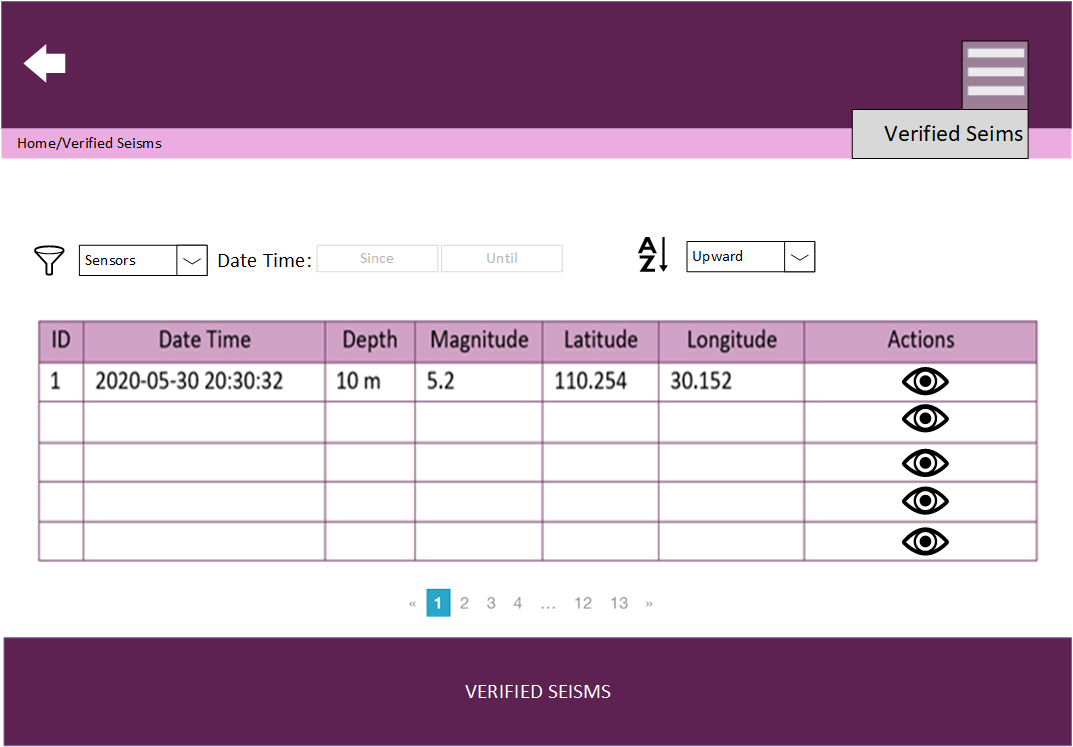 Home/Verified Seisms
Verified Seims
Sensors
Date Time:
Since
Until
A
Z
Upward
ID Date Time Depth Magnitude Latitude Longitude Actions
1 2020-05-30 20:30:32 10 m 5.2 110.254 30.152
« 1 2 3 4 ... 12 13 »
VERIFIED SEISMS